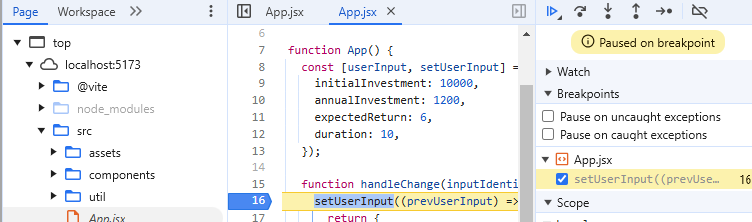 Page Workspace
top
localhost:5173
@vite
node_modules
src
assets
components
util
App.jsx
App.jsx App.jsx
6
7 function App() {
8 const [userInput, setUserInput] =
9 initialInvestment: 10000,
10 annualInvestment: 1200,
11 expectedReturn: 6,
12 duration: 10,
13 });
14
15 function handleChange(inputIdenti
16 setUserInput((prevUserInput) =>
17 return {
Paused on breakpoint
Watch
Breakpoints
Pause on uncaught exceptions
Pause on caught exceptions
App.jsx
setUserInput((prevUse… 16
Scope